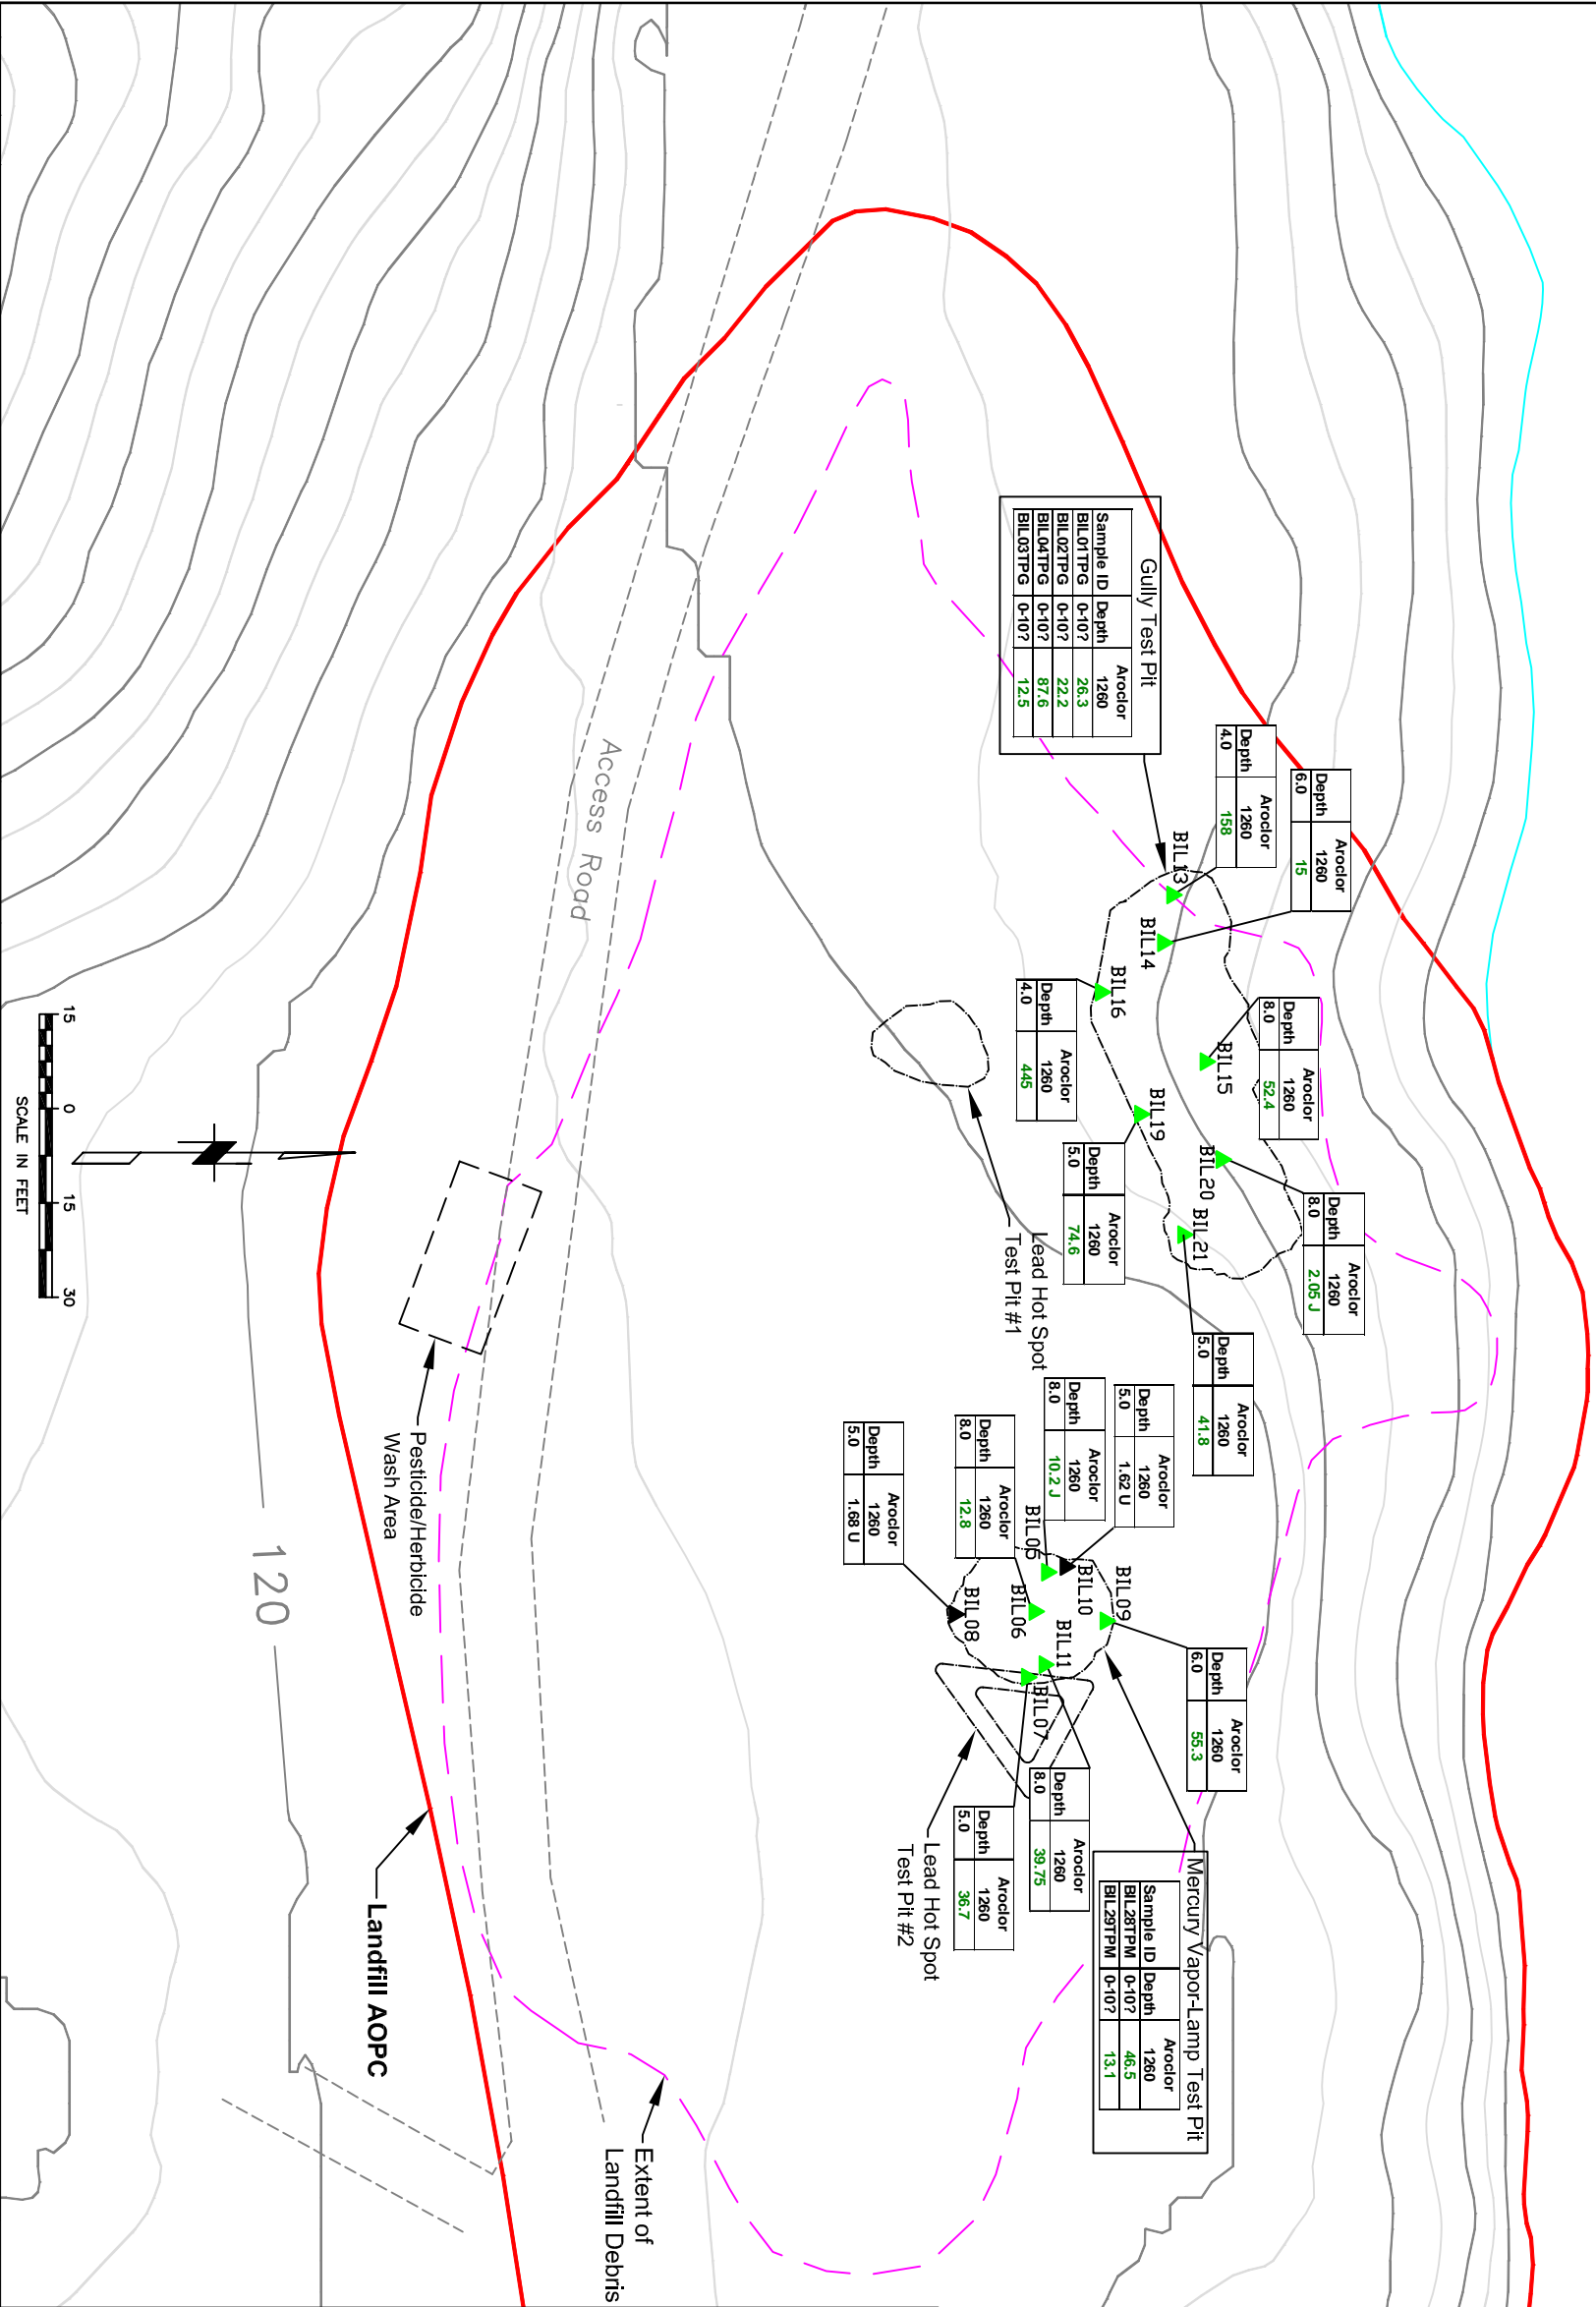 Gully Test Pit
Sample ID Depth Aroclor 1260
BIL01TPG 0-10? 26.3
BIL02TPG 0-10? 22.2
BIL04TPG 0-10? 87.6
BIL03TPG 0-10? 12.5
Depth Aroclor 1260
6.0 15
Depth Aroclor 1260
4.0 158
BIL13
BIL14
BIL16
Depth Aroclor 1260
4.0 445
Depth Aroclor 1260
8.0 52.4
BIL15
BIL19
Depth Aroclor 1260
5.0 74.6
BIL20
Depth Aroclor 1260
8.0 2.05 J
BIL21
Depth Aroclor 1260
5.0 41.8
Lead Hot Spot
Test Pit #1
Depth Aroclor 1260
5.0 1.62 U
Depth Aroclor 1260
8.0 10.2 J
Depth Aroclor 1260
8.0 12.8
Depth Aroclor 1260
5.0 1.68 U
BIL09
BIL10
BIL05
BIL06
BIL08
BIL11
BIL07
Depth Aroclor 1260
6.0 55.3
Depth Aroclor 1260
8.0 39.75
Depth Aroclor 1260
5.0 36.7
Lead Hot Spot
Test Pit #2
Mercury Vapor-Lamp Test Pit
Sample ID Depth Aroclor 1260
BIL28TPM 0-10? 46.5
BIL29TPM 0-10? 13.1
Access Road
Pesticide/Herbicide
Wash Area
Landfill AOPC
Extent of
Landfill Debris
120
15 0 15 30
SCALE IN FEET